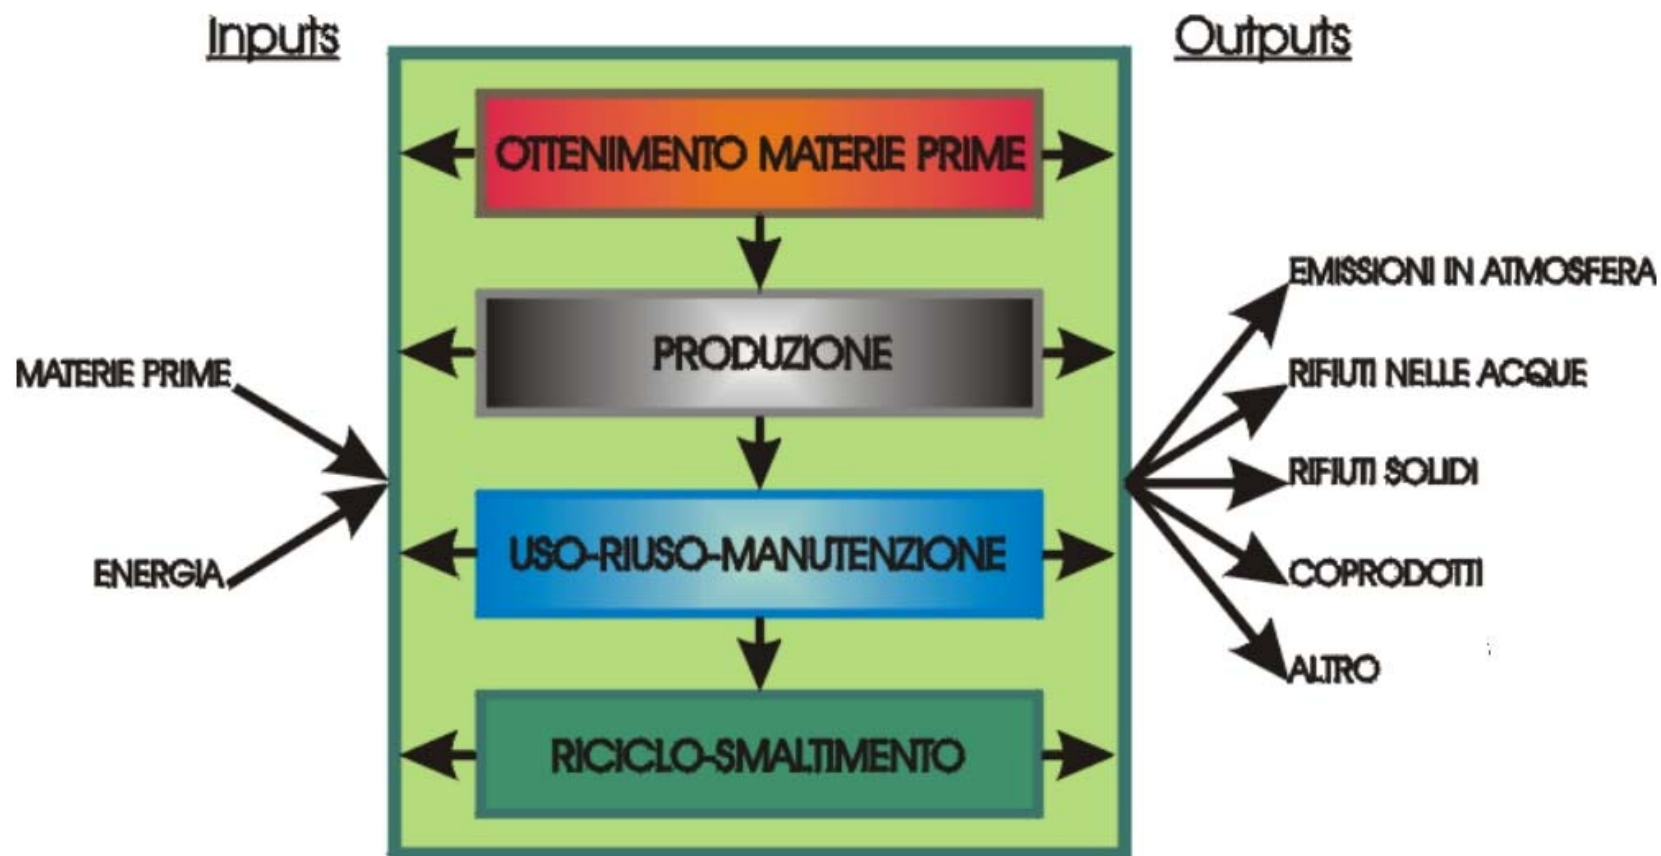 Inputs
Outputs
OTTENIMENTO MATERIE PRIME
PRODUZIONE
USO-RIUSO-MANUTENZIONE
RICICLO-SMALTIMENTO
MATERIE PRIME
ENERGIA
EMISSIONI IN ATMOSFERA
RIFIUTI NELLE ACQUE
RIFIUTI SOLIDI
COPRODOTTI
ALTRO